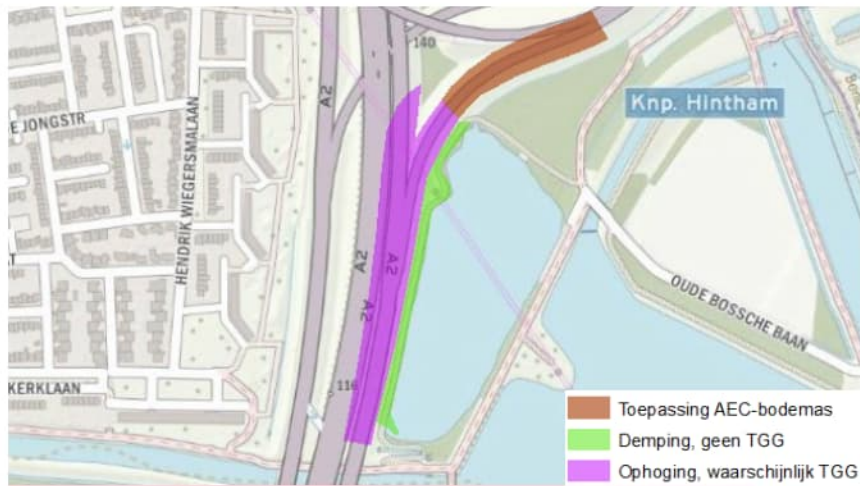 140
A2
Knp. Hintham
E JONGSTR
HENDRIK WIEGERSMALAAN
A2
A2
A2
OUDE BOSSCHE BAAN
KERKLAAN
116
Toepassing AEC-bodemas
Demping, geen TGG
Ophoging, waarschijnlijk TGG